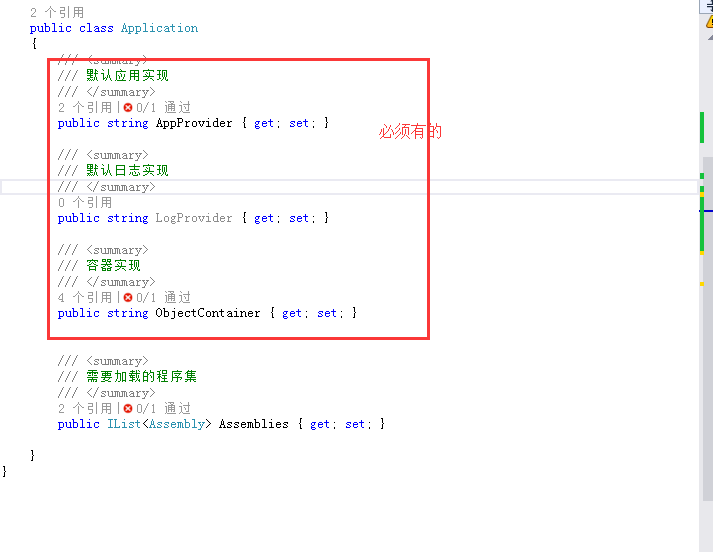 2 个引用
public class Application
{
/// <summary>
/// 默认应用实现
/// </summary>
2 个引用|0/1 通过
public string AppProvider { get; set; }
必须有的
/// <summary>
/// 默认日志实现
/// </summary>
0 个引用
public string LogProvider { get; set; }
/// <summary>
/// 容器实现
/// </summary>
4 个引用|0/1 通过
public string ObjectContainer { get; set; }
/// <summary>
/// 需要加载的程序集
/// </summary>
2 个引用|0/1 通过
public IList<Assembly> Assemblies { get; set; }
}
}